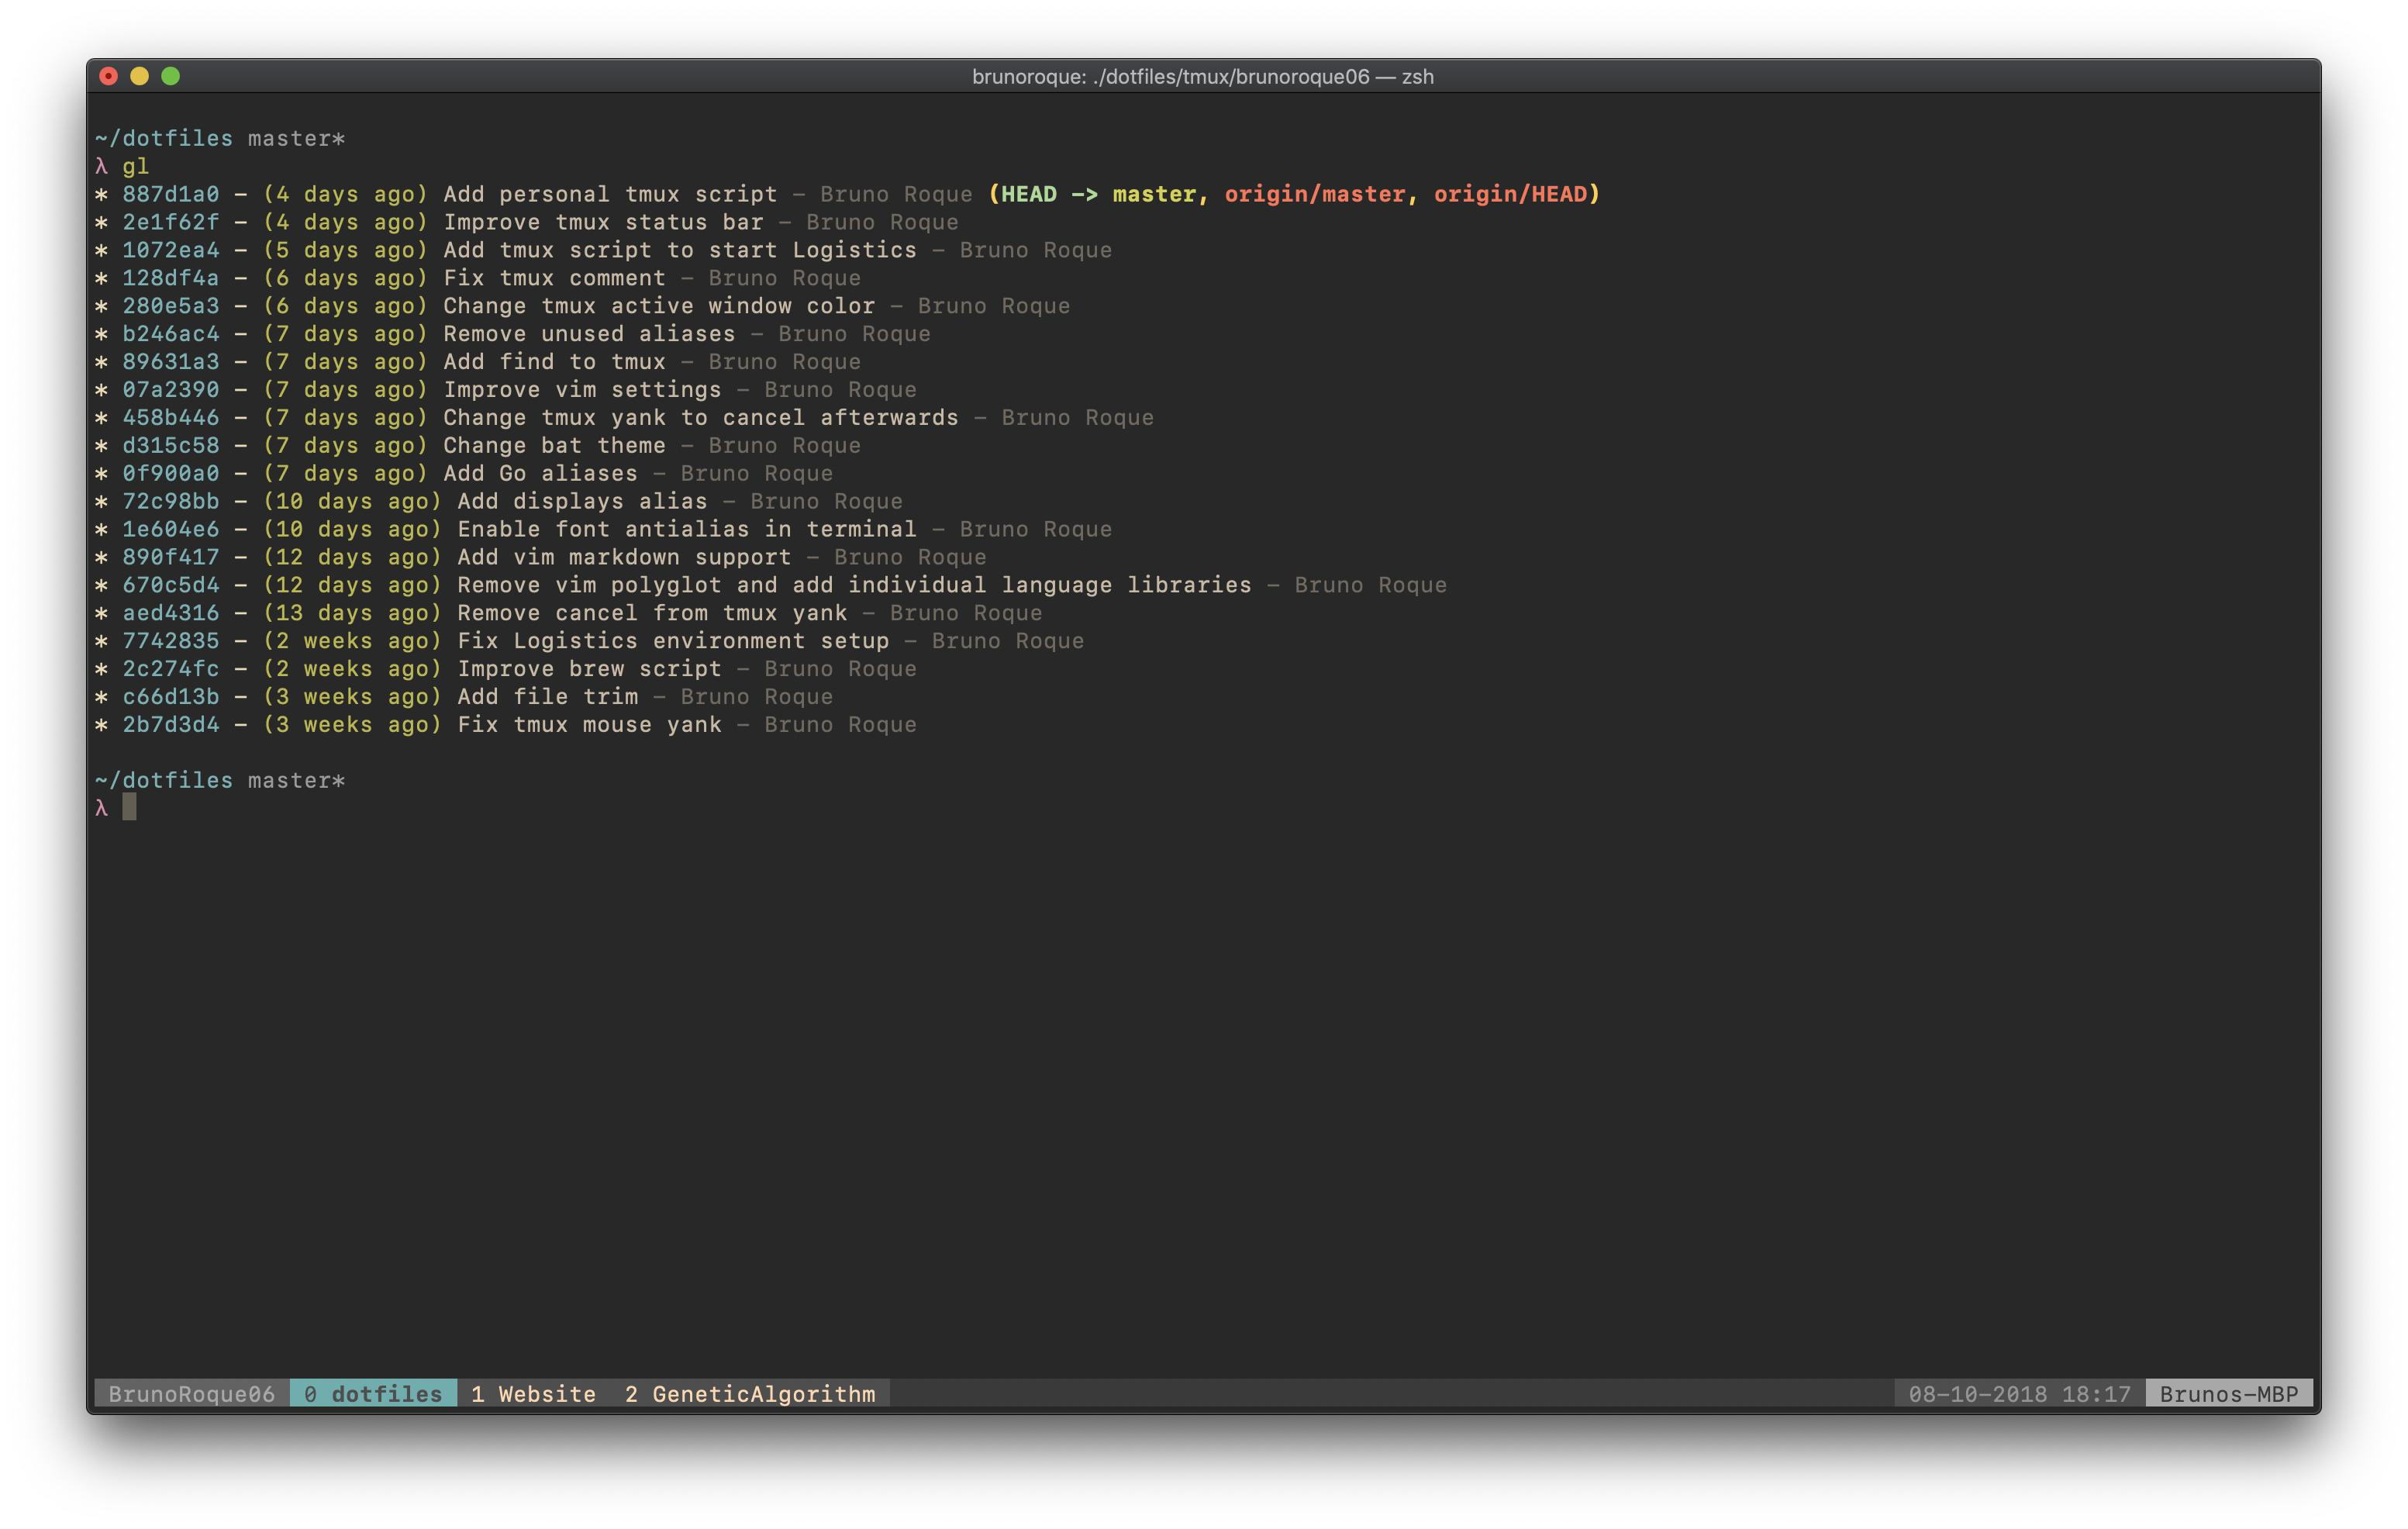 brunoroque: ./dotfiles/tmux/brunoroque06 — zsh
~/dotfiles master*
λ gl
* 887d1a0 – (4 days ago) Add personal tmux script – Bruno Roque (HEAD -> master, origin/master, origin/HEAD)
* 2e1f62f – (4 days ago) Improve tmux status bar – Bruno Roque
* 1072ea4 – (5 days ago) Add tmux script to start Logistics – Bruno Roque
* 128df4a – (6 days ago) Fix tmux comment – Bruno Roque
* 280e5a3 – (6 days ago) Change tmux active window color – Bruno Roque
* b246ac4 – (7 days ago) Remove unused aliases – Bruno Roque
* 89631a3 – (7 days ago) Add find to tmux – Bruno Roque
* 07a2390 – (7 days ago) Improve vim settings – Bruno Roque
* 458b446 – (7 days ago) Change tmux yank to cancel afterwards – Bruno Roque
* d315c58 – (7 days ago) Change bat theme – Bruno Roque
* 0f900a0 – (7 days ago) Add Go aliases – Bruno Roque
* 72c98bb – (10 days ago) Add displays alias – Bruno Roque
* 1e604e6 – (10 days ago) Enable font antialias in terminal – Bruno Roque
* 890f417 – (12 days ago) Add vim markdown support – Bruno Roque
* 670c5d4 – (12 days ago) Remove vim polyglot and add individual language libraries – Bruno Roque
* aed4316 – (13 days ago) Remove cancel from tmux yank – Bruno Roque
* 7742835 – (2 weeks ago) Fix Logistics environment setup – Bruno Roque
* 2c274fc – (2 weeks ago) Improve brew script – Bruno Roque
* c66d13b – (3 weeks ago) Add file trim – Bruno Roque
* 2b7d3d4 – (3 weeks ago) Fix tmux mouse yank – Bruno Roque
~/dotfiles master*
λ
BrunoRoque06 0 dotfiles 1 Website 2 GeneticAlgorithm 08-10-2018 18:17 Brunos-MBP